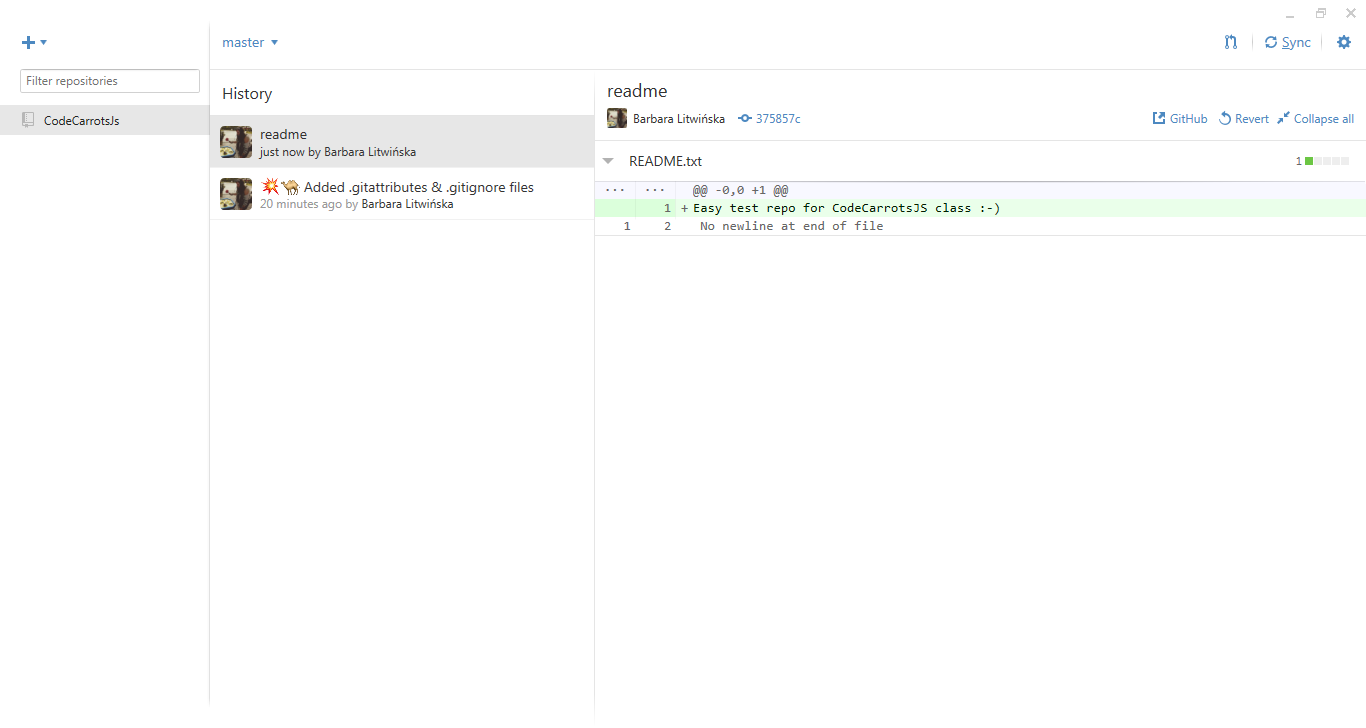 master
Sync
Filter repositories
CodeCarrotsJs
History
readme
just now by Barbara Litwińska
💥🐫 Added .gitattributes & .gitignore files
20 minutes ago by Barbara Litwińska
readme
Barbara Litwińska 375857c
GitHub Revert Collapse all
README.txt 1
... ... @@ -0,0 +1 @@
1 +Easy test repo for CodeCarrotsJS class :-)
1 2 No newline at end of file